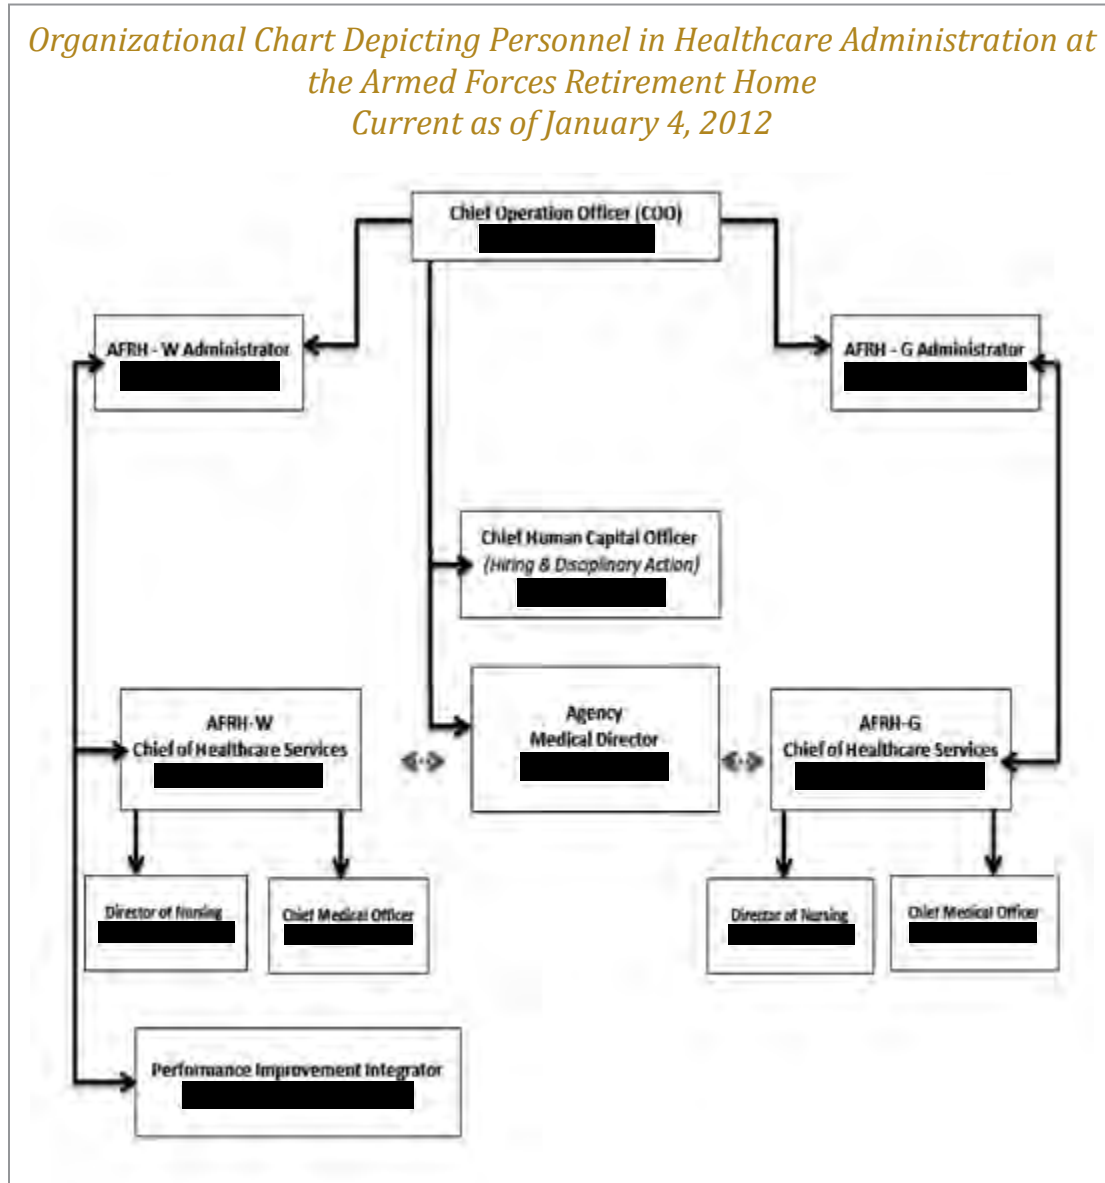 Organizational Chart Depicting Personnel in Healthcare Administration at
the Armed Forces Retirement Home
Current as of January 4, 2012
Chief Operation Officer (COO)
AFRH - W Administrator
AFRH - G Administrator
Chief Human Capital Officer
(Hiring & Disciplinary Action)
AFRH-W
Chief of Healthcare Services
Agency
Medical Director
AFRH-G
Chief of Healthcare Services
Director of Nursing
Chief Medical Officer
Director of Nursing
Chief Medical Officer
Performance Improvement Integrator